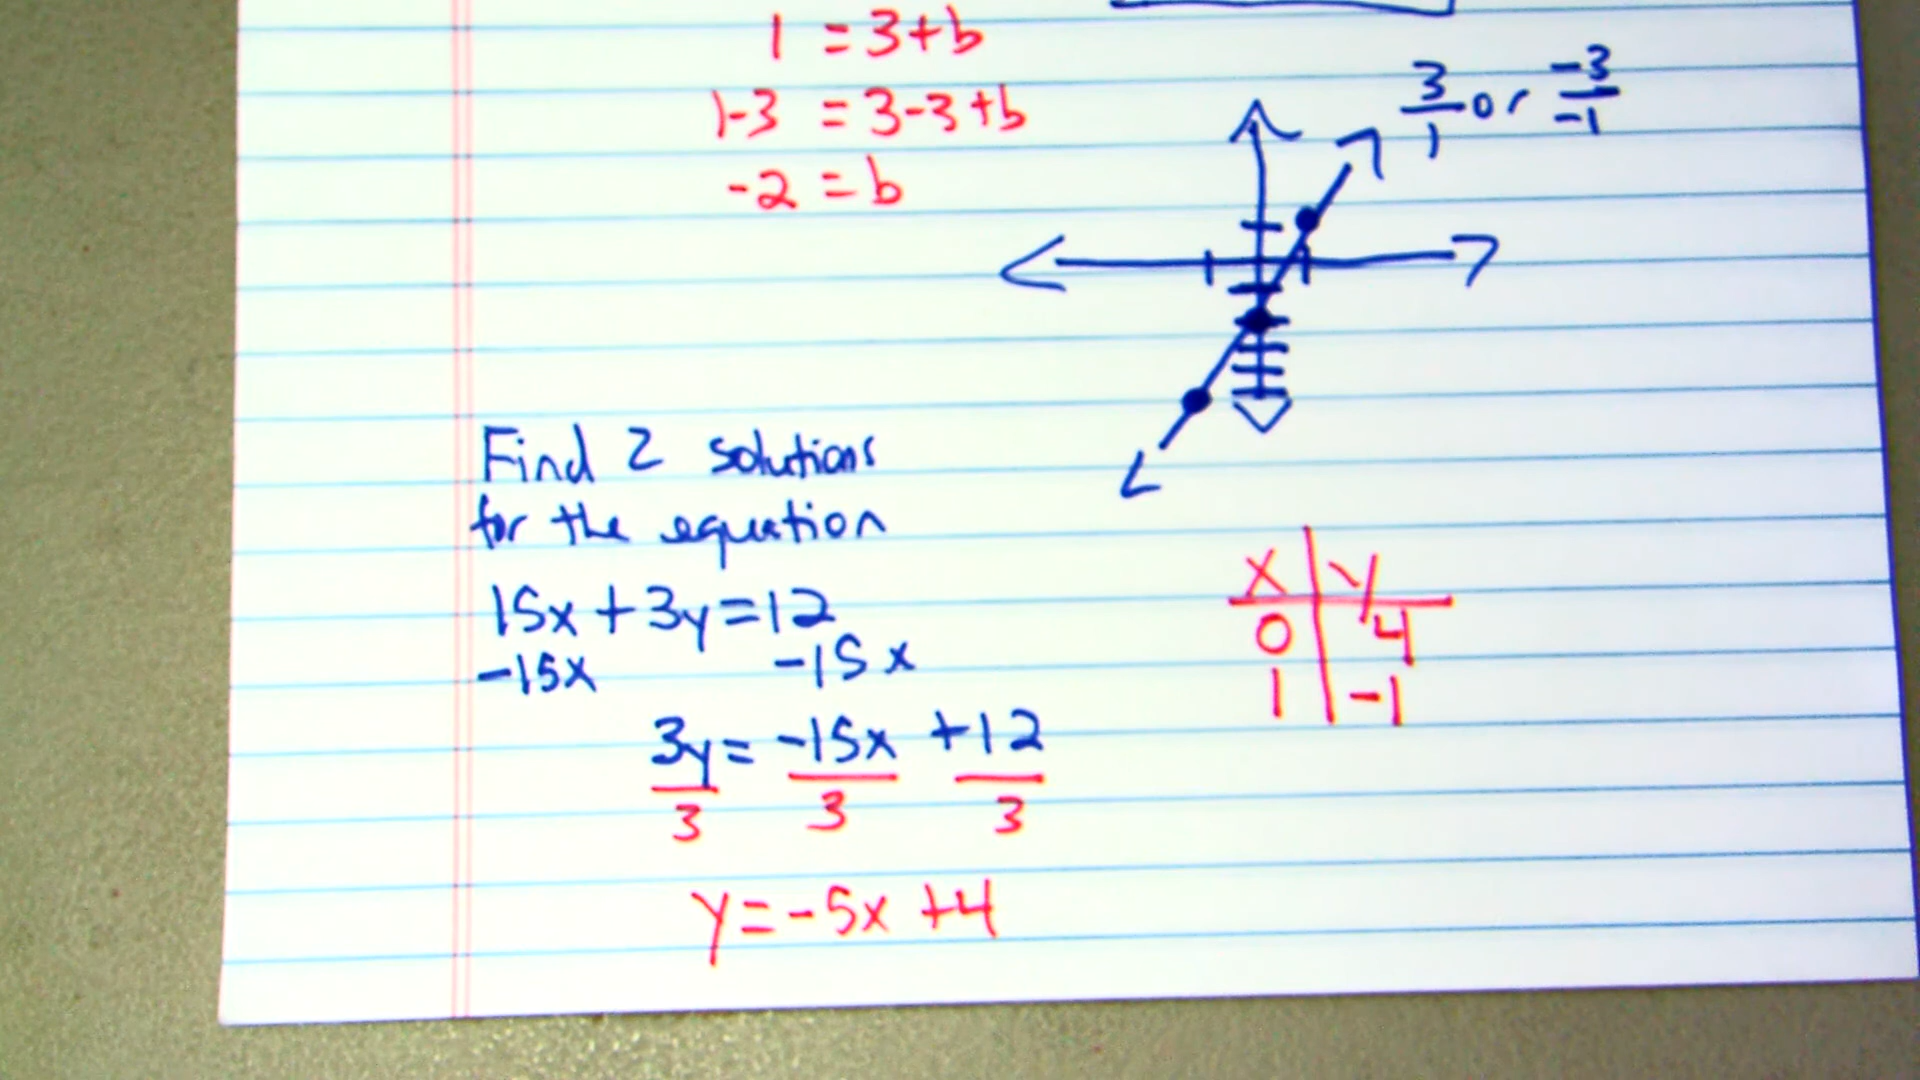 1 = 3+b
1-3 = 3-3+b
-2 = b
3/1 or -3/-1
Find 2 solutions
for the equation
15x + 3y = 12
-15x -15x
3y = -15x + 12
3 3 3
y = -5x + 4
x y
0 4
1 -1